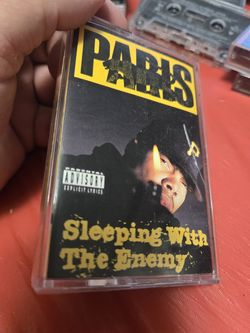 PARIS
PARENTAL
ADVISORY
EXPLICIT LYRICS
Sleeping With
The Enemy